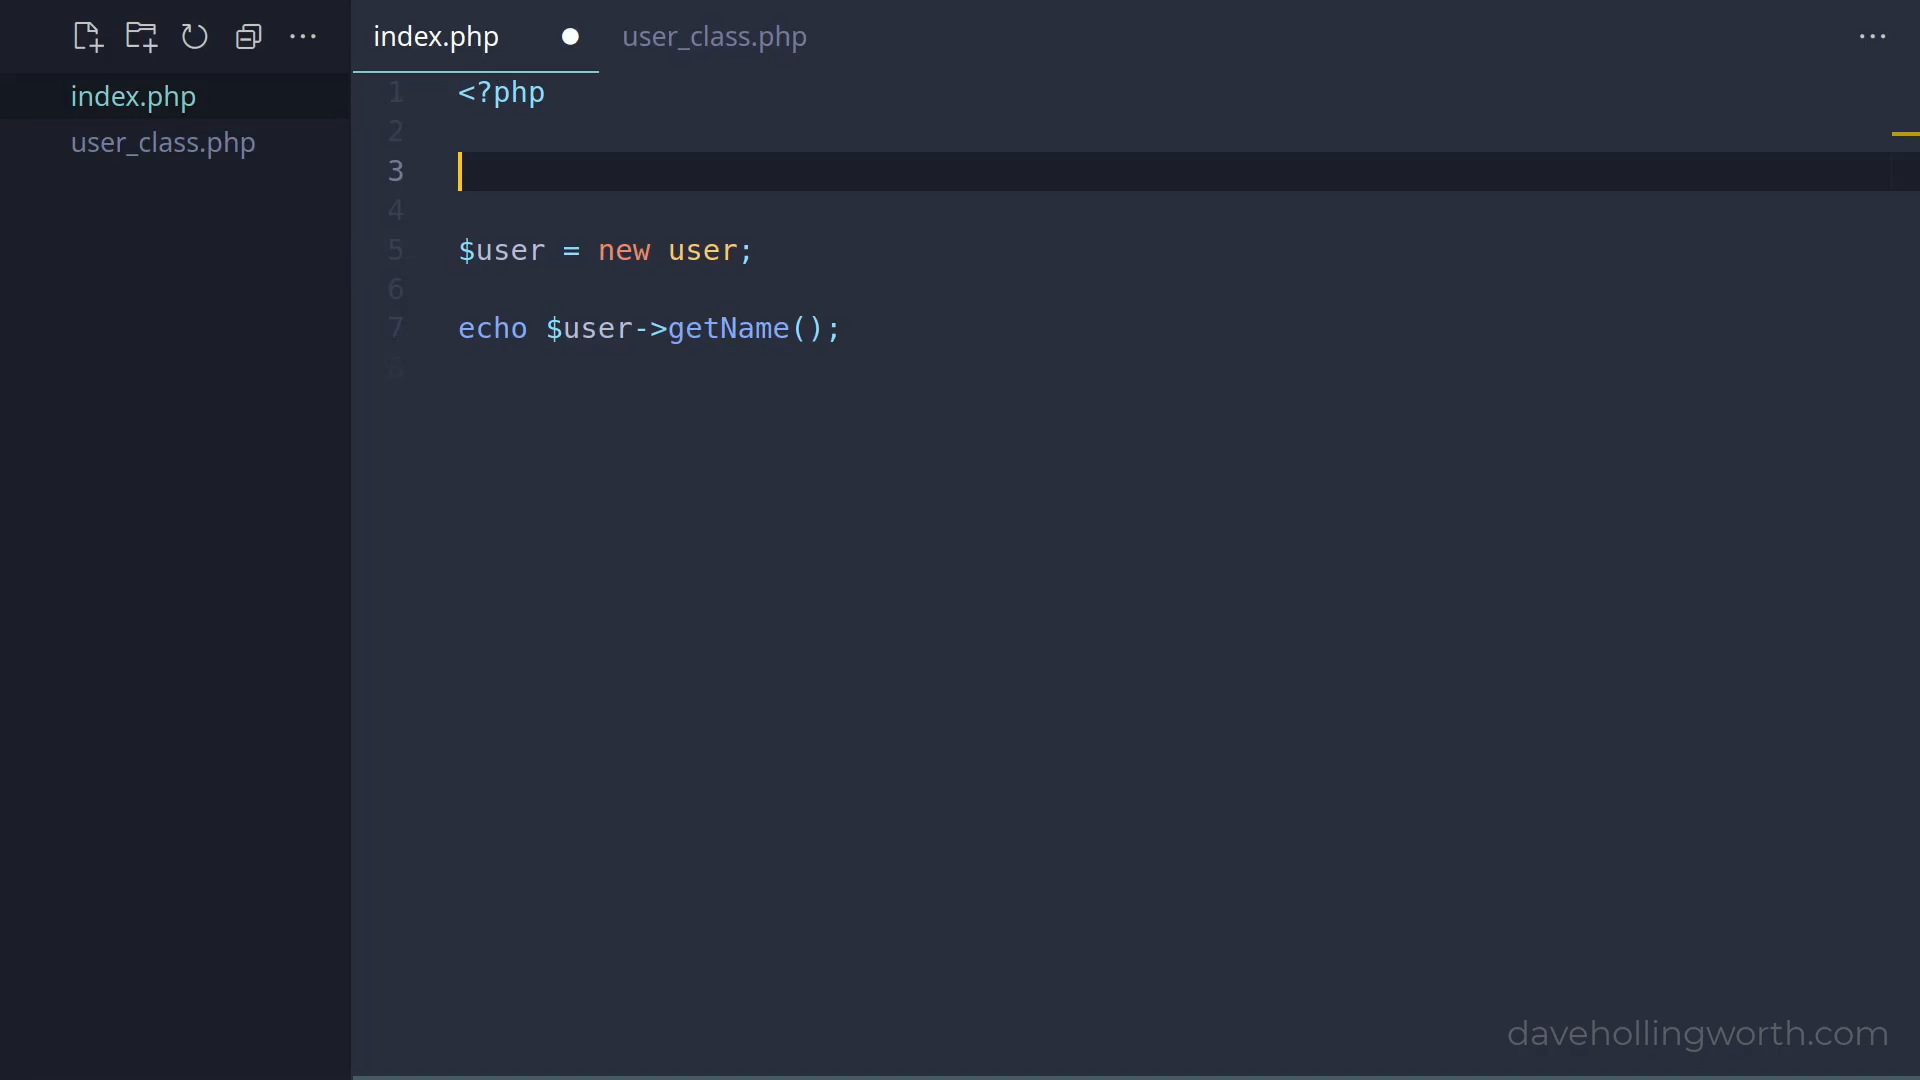 index.php
user_class.php
index.php
user_class.php
1 <?php
2
3
4
5 $user = new user;
6
7 echo $user->getName();
8
davehollingworth.com